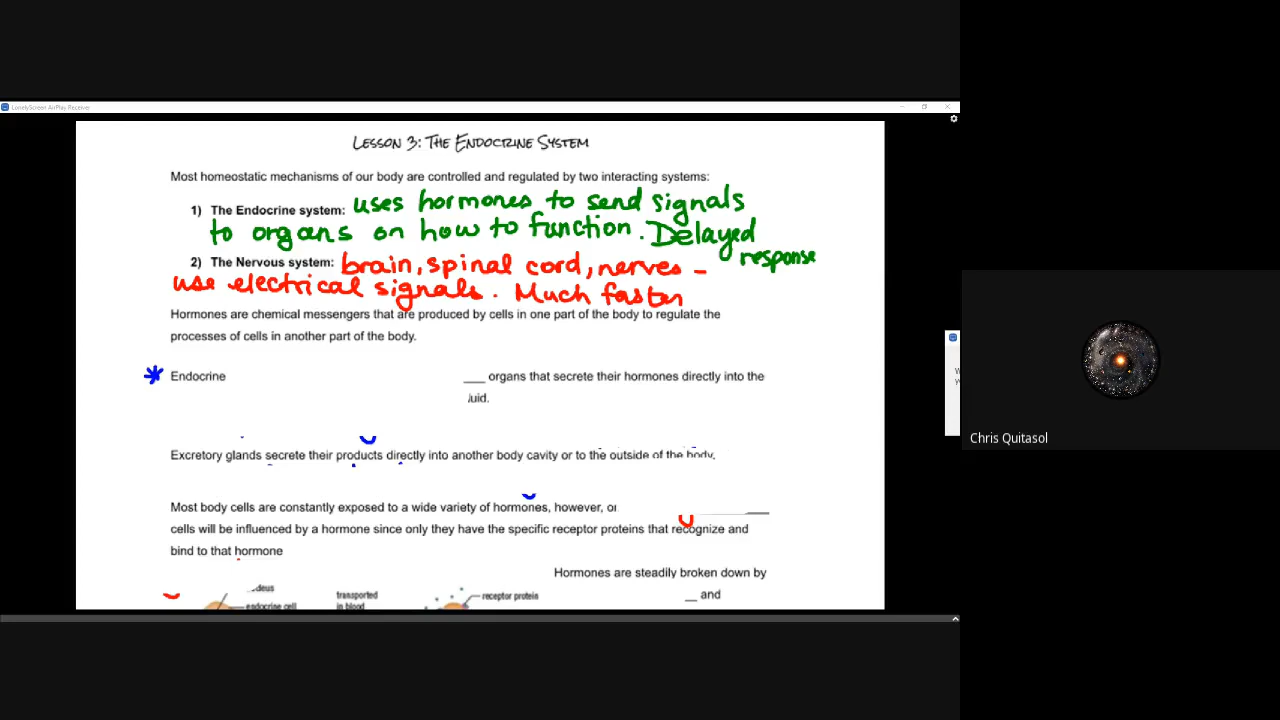 LonelyScreen AirPlay Receiver
LESSON 3: THE ENDOCRINE SYSTEM
Most homeostatic mechanisms of our body are controlled and regulated by two interacting systems:
1) The Endocrine system: uses hormones to send signals
to organs on how to function. Delayed
response
2) The Nervous system: brain, spinal cord, nerves -
use electrical signals. Much faster
Hormones are chemical messengers that are produced by cells in one part of the body to regulate the
processes of cells in another part of the body.
* Endocrine ___ organs that secrete their hormones directly into the
Excretory glands secrete their products directly into another body cavity or to the outside of the body.
Most body cells are constantly exposed to a wide variety of hormones, however,
cells will be influenced by a hormone since only they have the specific receptor proteins that recognize and
bind to that hormone
Hormones are steadily broken down by
__ and
transported
receptor protein
endocrine cell
in blood
Chris Quitasol